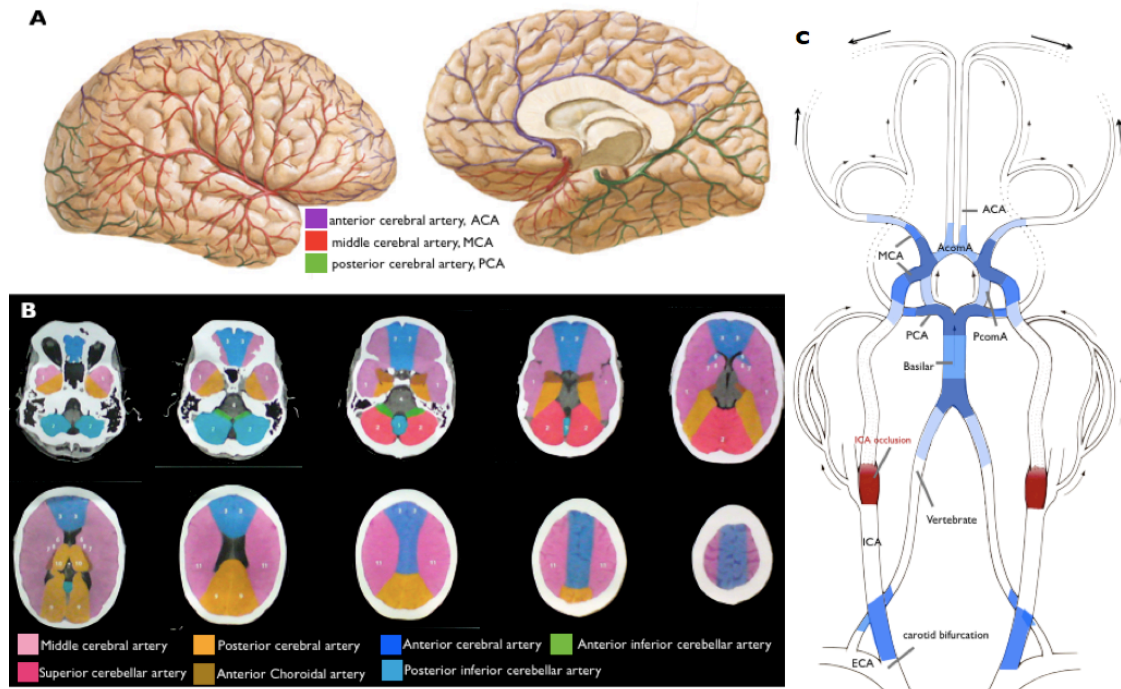 A
anterior cerebral artery, ACA
middle cerebral artery, MCA
posterior cerebral artery, PCA
B
Middle cerebral artery
Posterior cerebral artery
Anterior cerebral artery
Anterior inferior cerebellar artery
Superior cerebellar artery
Anterior Choroidal artery
Posterior inferior cerebellar artery
C
ACA
AcomA
MCA
PCA
PcomA
Basilar
ICA occlusion
Vertebrate
ICA
carotid bifurcation
ECA